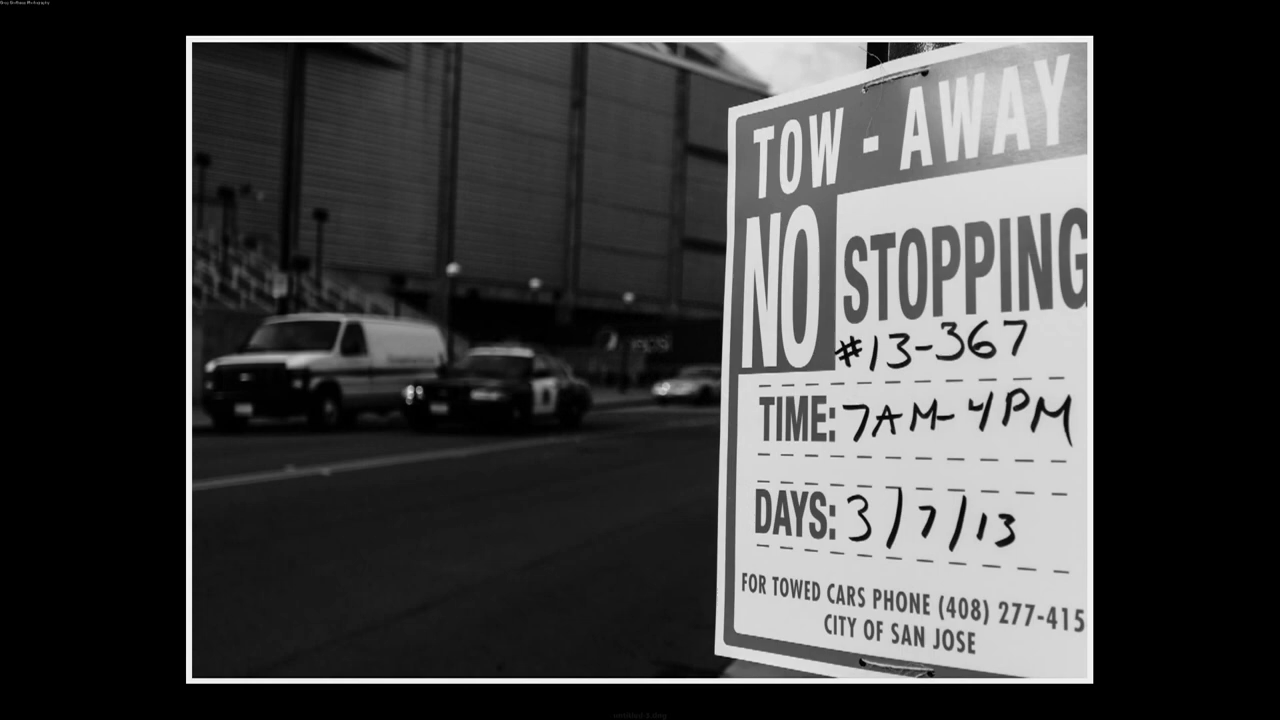 TOW - AWAY
NO STOPPING
#13-367
TIME: 7AM-4PM
DAYS: 3/7/13
FOR TOWED CARS PHONE (408) 277-415
CITY OF SAN JOSE